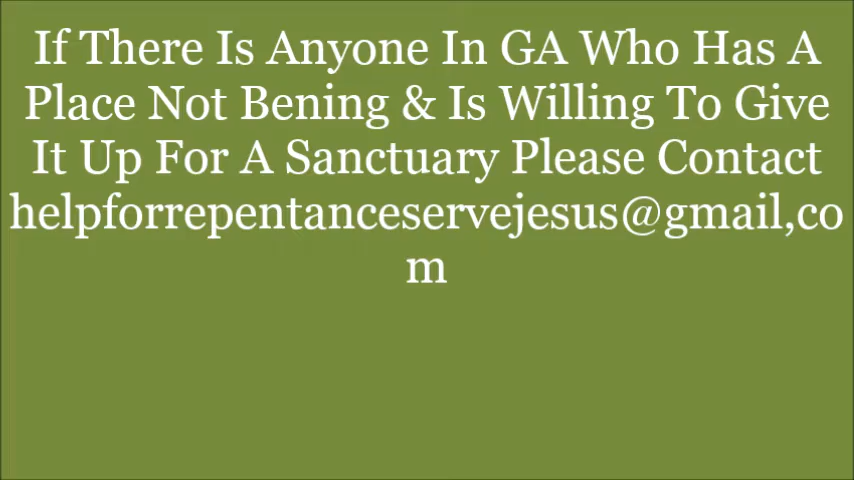 If There Is Anyone In GA Who Has A
Place Not Bening & Is Willing To Give
It Up For A Sanctuary Please Contact
helpforrepentanceservejesus@gmail,co
m